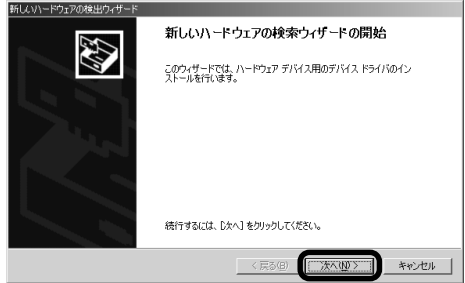 新しいハードウェアの検出ウィザード
新しいハードウェアの検索ウィザードの開始
このウィザードでは、ハードウェア デバイス用のデバイス ドライバのイン
ストールを行います。
続行するには、[次へ] をクリックしてください。
< 戻る(B) 次へ(N) > キャンセル